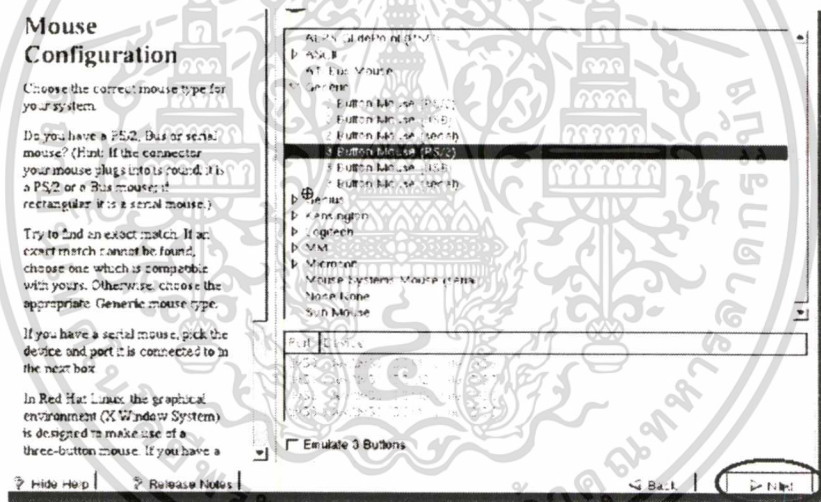 Mouse
Configuration
Choose the correct mouse type for
your system.
Do you have a PS/2, Bus or serial
mouse? (Hint: If the connector
your mouse plugs into is round, it is
a PS/2 or a Bus mouse; if
rectangular, it is a serial mouse.)
Try to find an exact match. If an
exact match cannot be found,
choose one which is compatible
with yours. Otherwise, choose the
appropriate Generic mouse type.
If you have a serial mouse, pick the
device and port it is connected to in
the next box.
In Red Hat Linux, the graphical
environment (X Window System)
is designed to make use of a
three-button mouse. If you have a
Hide Help
Release Notes
ASCII
AT Bus Mouse
Generic
Button Mouse (PS/2)
Button Mouse (USB)
2 Button Mouse (serial)
3 Button Mouse (PS/2)
3 Button Mouse (USB)
3 Button Mouse (serial)
Genius
Kensington
Logitech
MM
Microsoft
Mouse Systems Mouse (serial
None None
Sun Mouse
Port Device
Emulate 3 Buttons
Back
Next